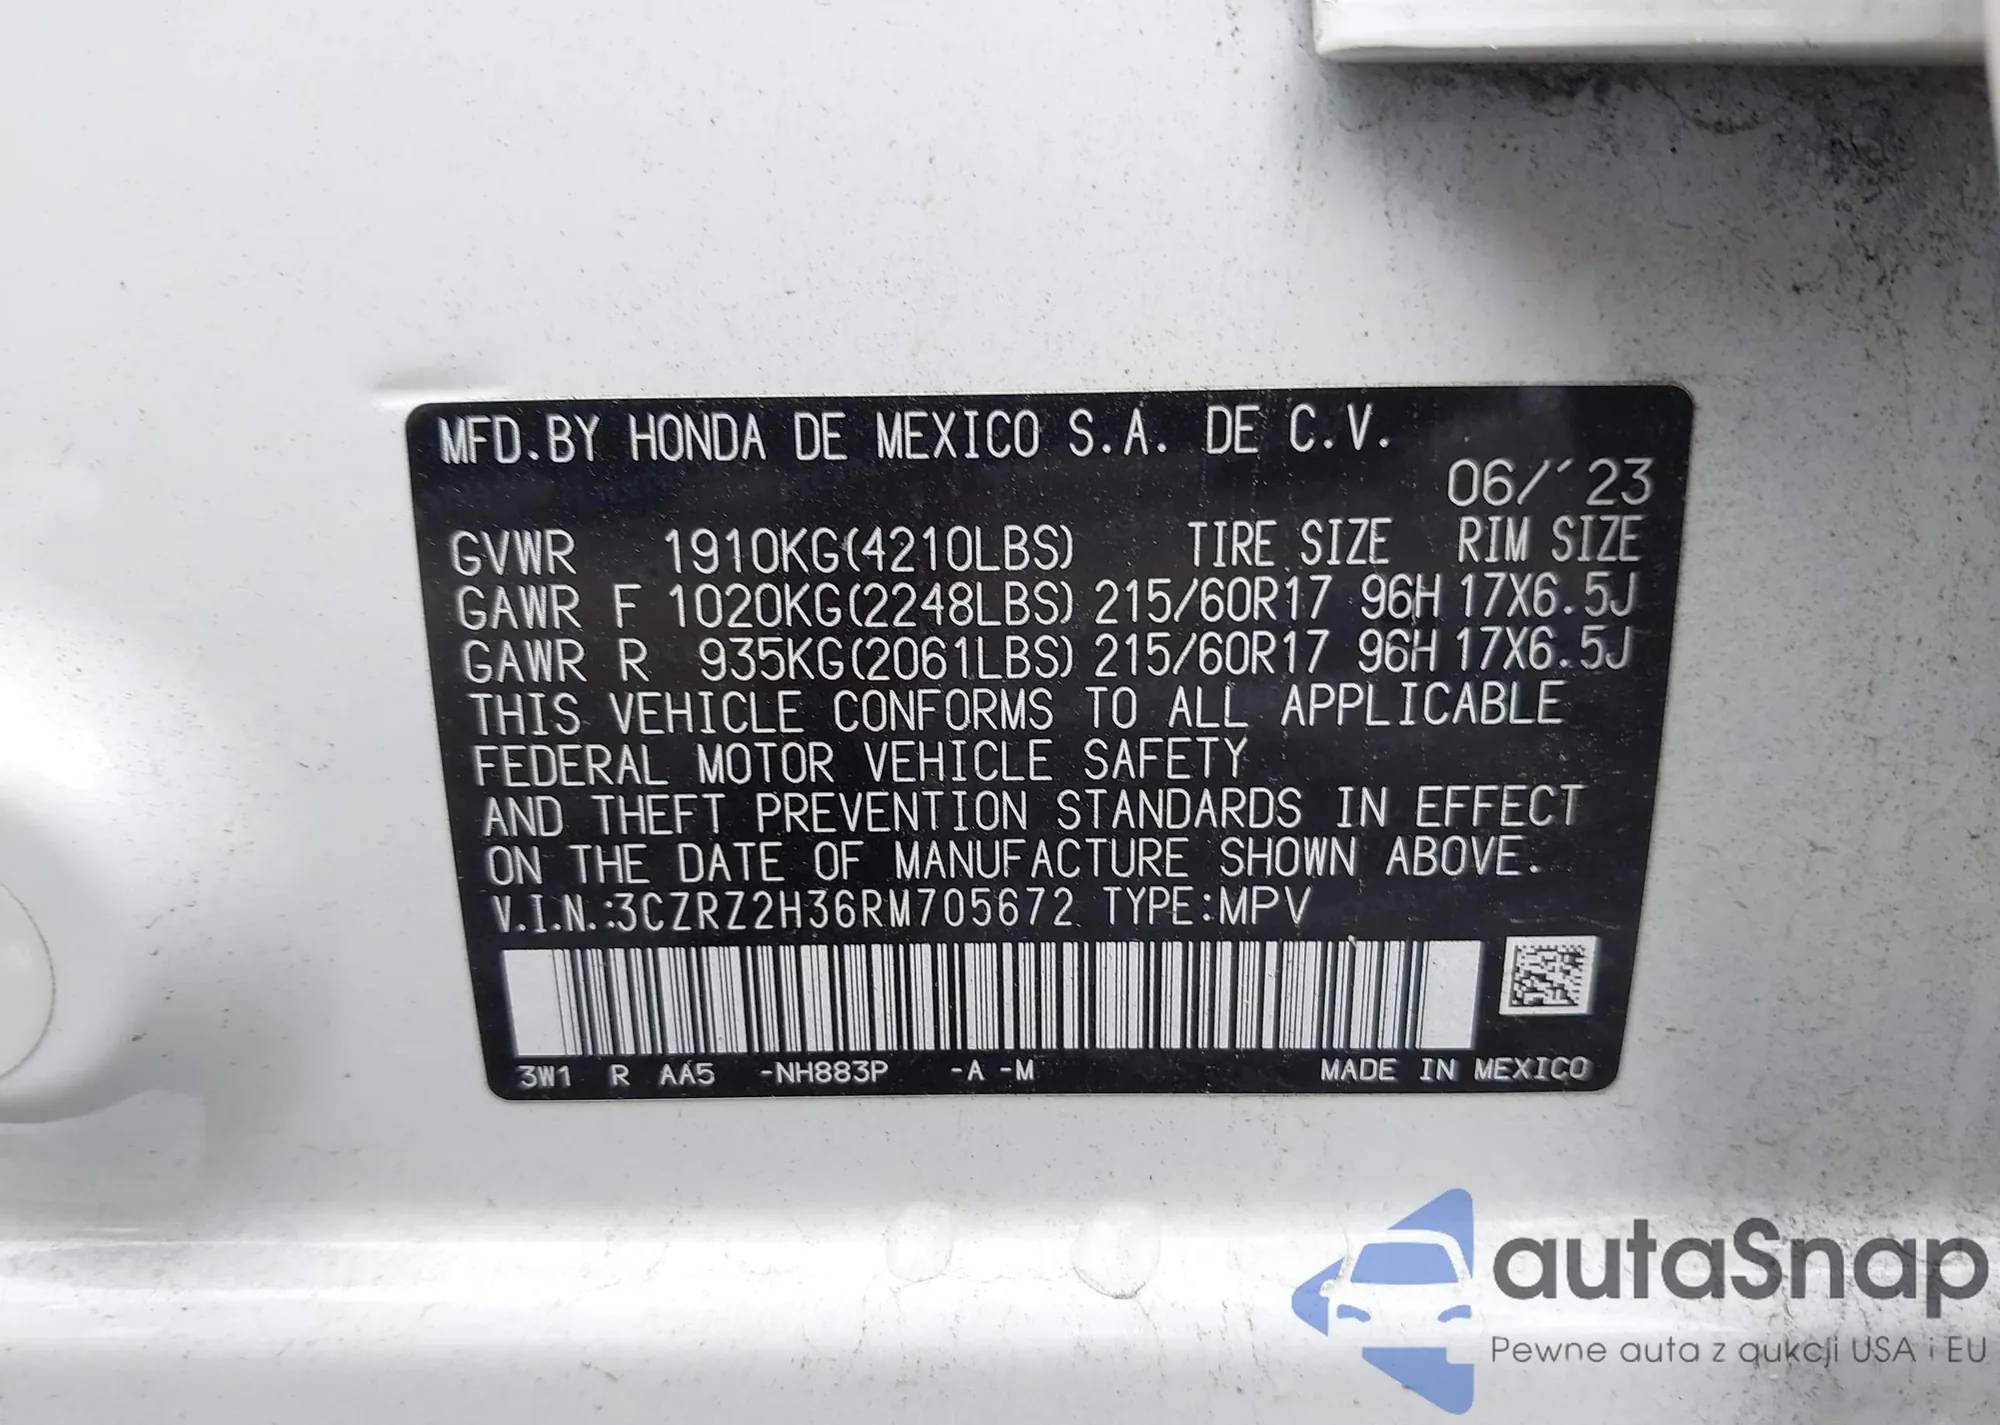 MFD.BY HONDA DE MEXICO S.A. DE C.V.
06/´23
GVWR 1910KG(4210LBS) TIRE SIZE RIM SIZE
GAWR F 1020KG(2248LBS) 215/60R17 96H 17X6.5J
GAWR R 935KG(2061LBS) 215/60R17 96H 17X6.5J
THIS VEHICLE CONFORMS TO ALL APPLICABLE
FEDERAL MOTOR VEHICLE SAFETY
AND THEFT PREVENTION STANDARDS IN EFFECT
ON THE DATE OF MANUFACTURE SHOWN ABOVE.
V.I.N.:3CZRZ2H36RM705672 TYPE:MPV
3W1 R AA5 -NH883P -A -M MADE IN MEXICO
autaSnap
Pewne auta z aukcji USA i EU